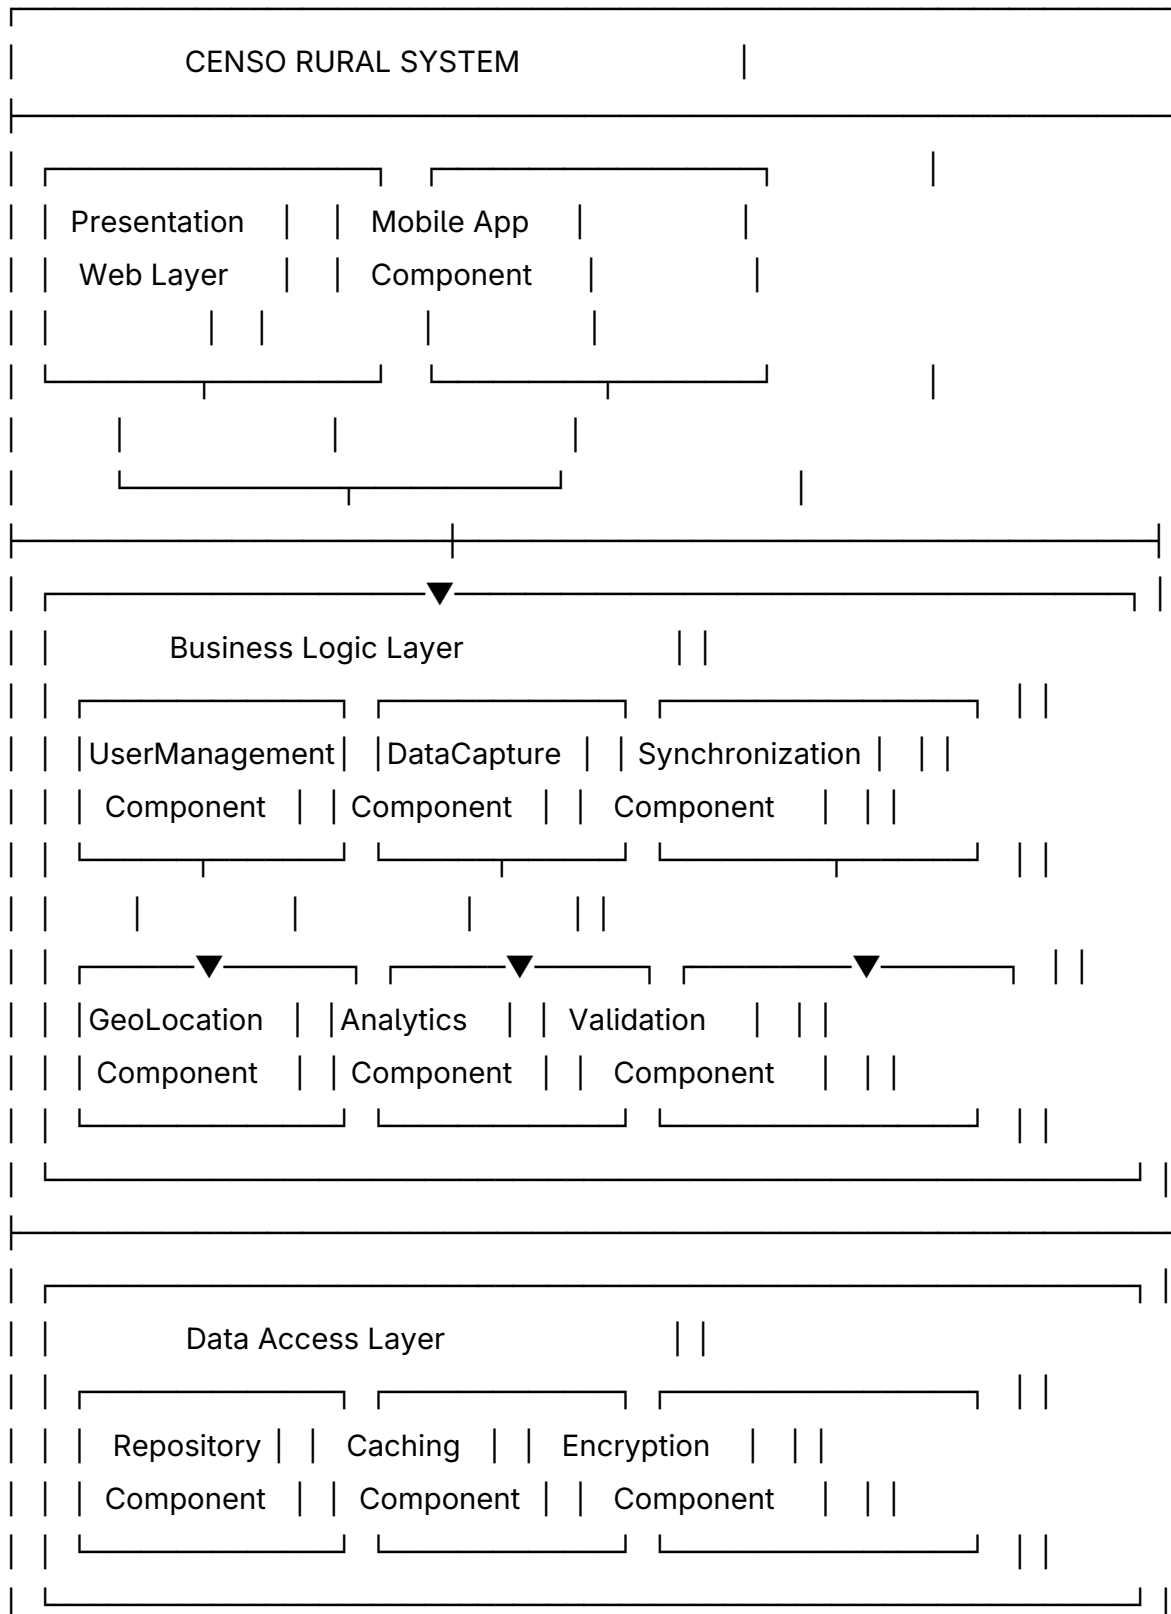 CENSO RURAL SYSTEM
Presentation Mobile App
Web Layer Component
Business Logic Layer
UserManagement DataCapture Synchronization
Component Component Component
GeoLocation Analytics Validation
Component Component Component
Data Access Layer
Repository Caching Encryption
Component Component Component